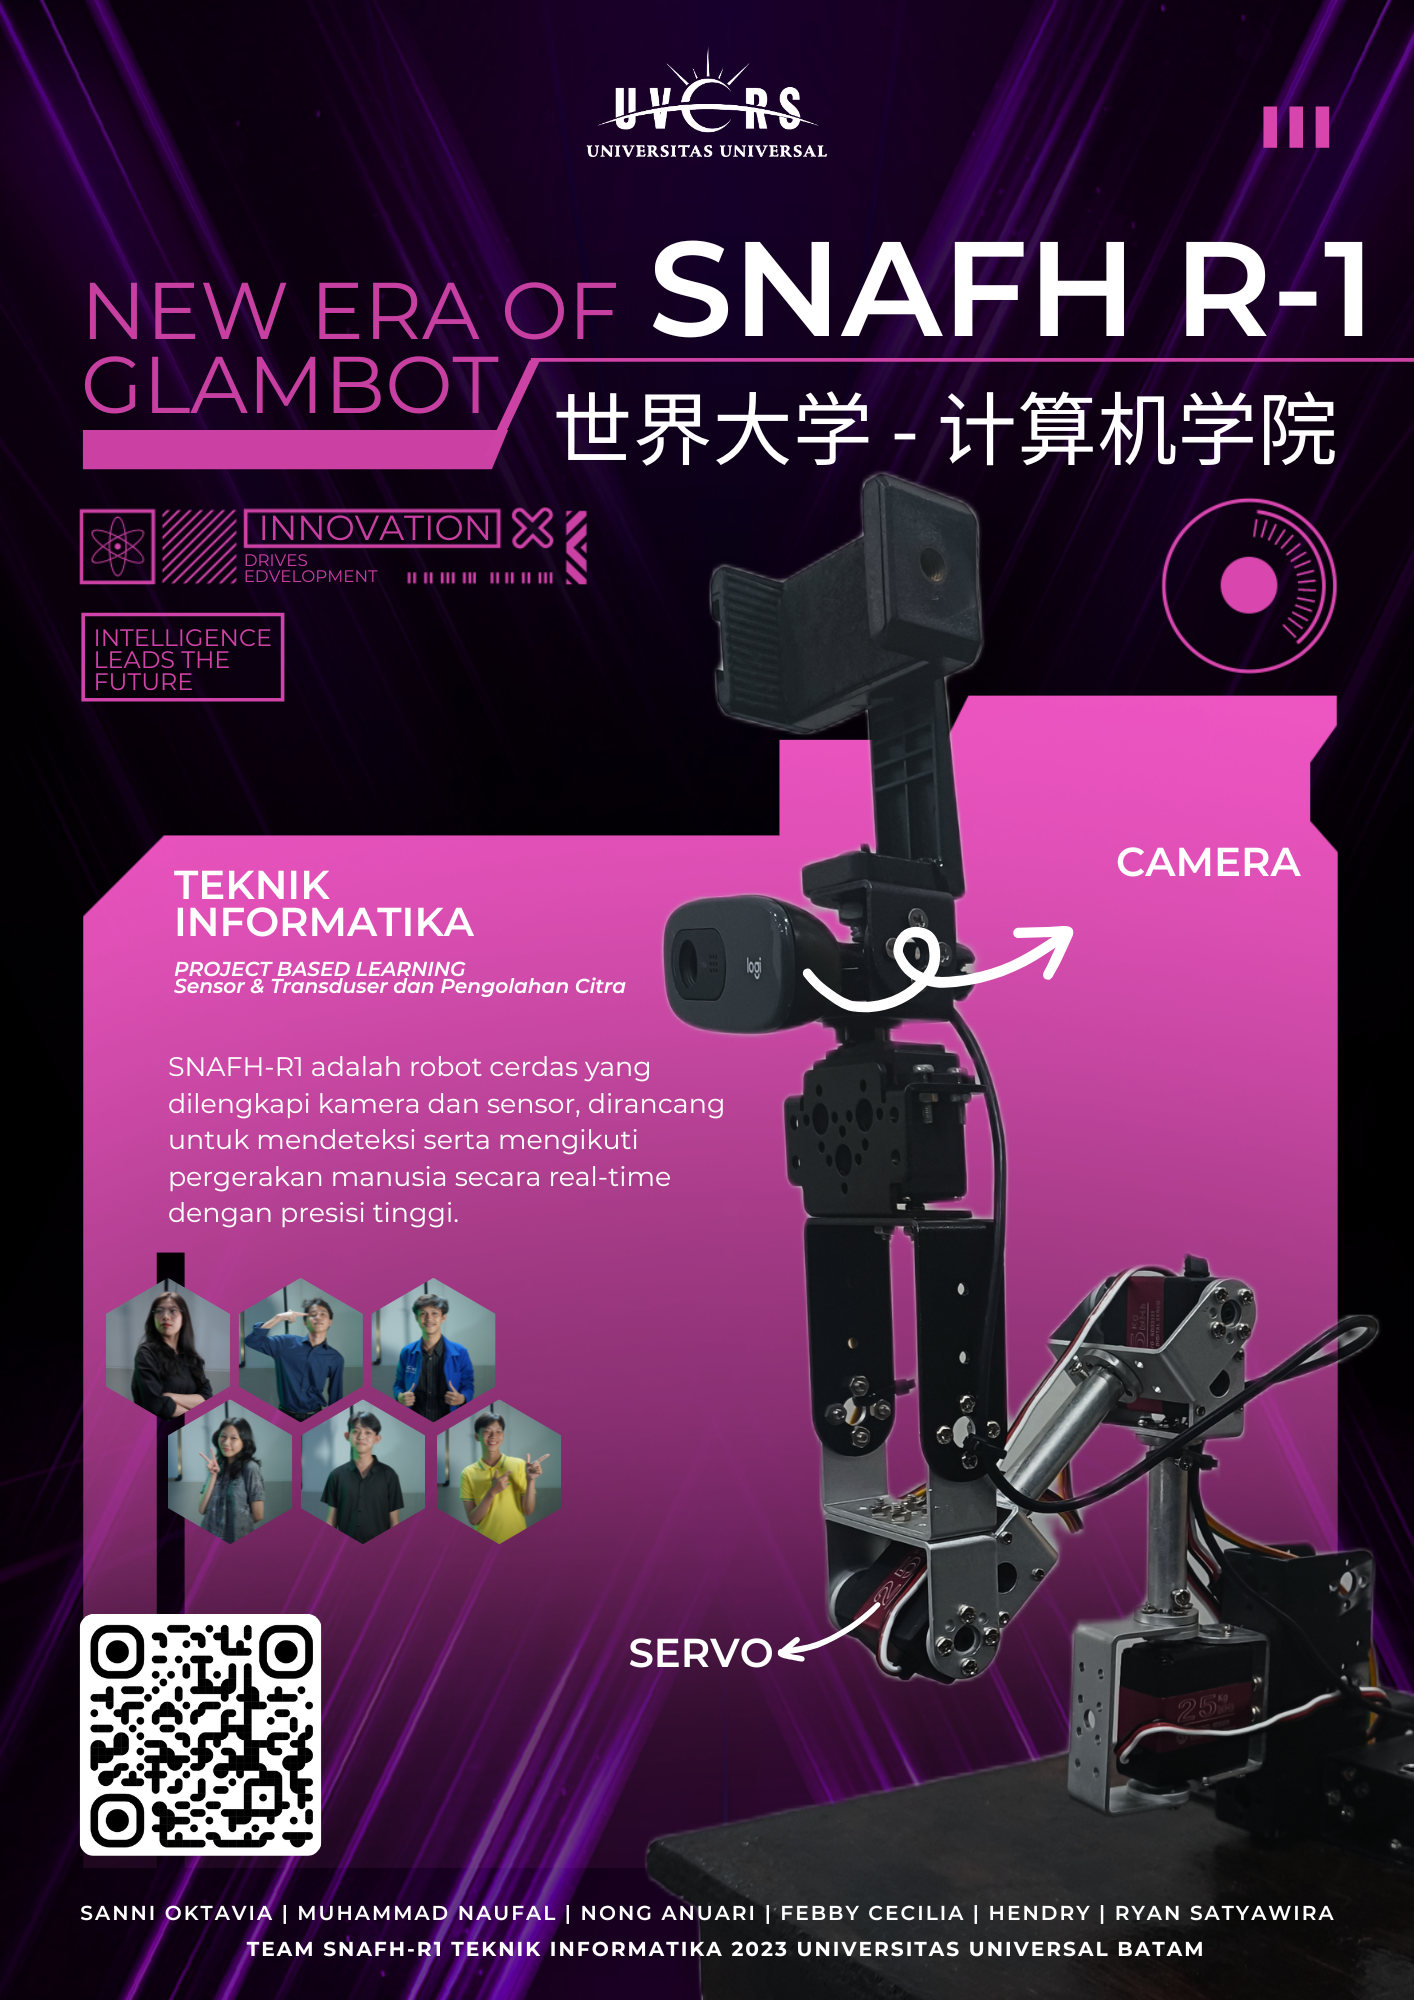 UVERS
UNIVERSITAS UNIVERSAL
NEW ERA OF
GLAMBOT
SNAFH R-1
世界大学 - 计算机学院
INNOVATION
DRIVES
EDVELOPMENT
INTELLIGENCE
LEADS THE
FUTURE
CAMERA
TEKNIK
INFORMATIKA
PROJECT BASED LEARNING
Sensor & Transduser dan Pengolahan Citra
logi
SNAFH-R1 adalah robot cerdas yang
dilengkapi kamera dan sensor, dirancang
untuk mendeteksi serta mengikuti
pergerakan manusia secara real-time
dengan presisi tinggi.
25
SERVO
25KG
SANNI OKTAVIA | MUHAMMAD NAUFAL | NONG ANUARI | FEBBY CECILIA | HENDRY | RYAN SATYAWIRA
TEAM SNAFH-R1 TEKNIK INFORMATIKA 2023 UNIVERSITAS UNIVERSAL BATAM